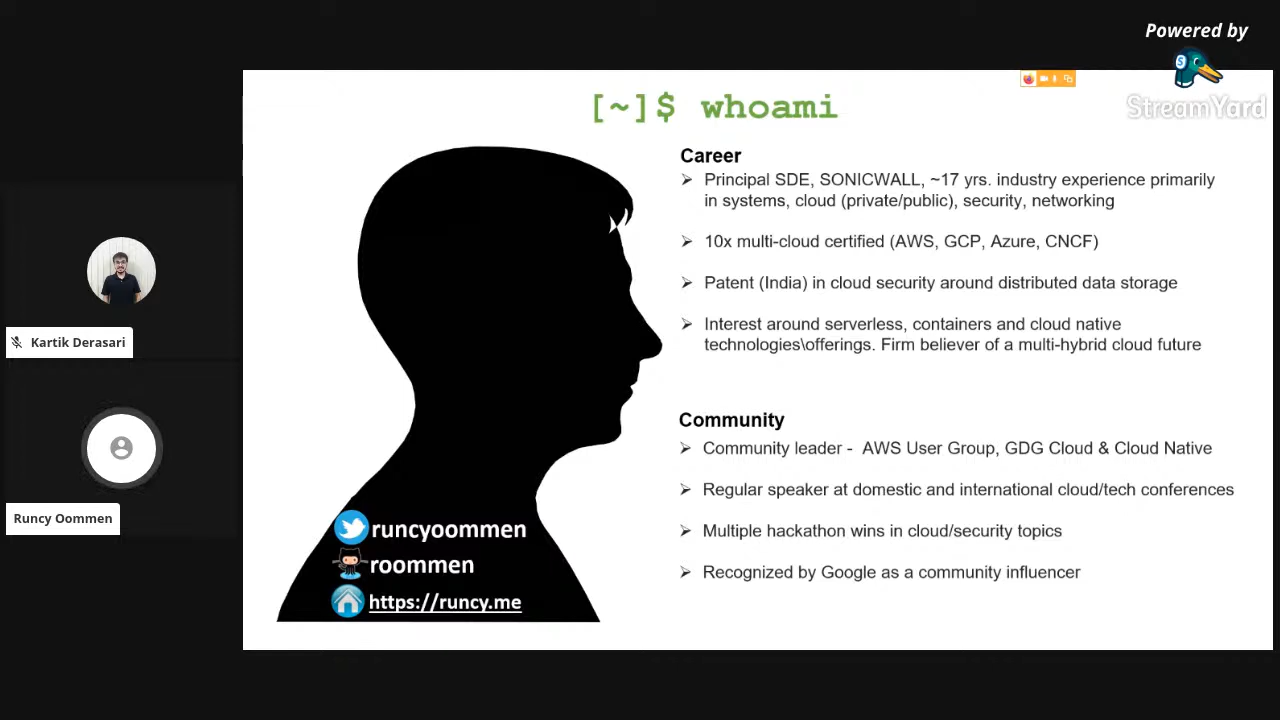 Powered by
StreamYard
[~]$ whoami
Career
➢ Principal SDE, SONICWALL, ~17 yrs. industry experience primarily
in systems, cloud (private/public), security, networking
➢ 10x multi-cloud certified (AWS, GCP, Azure, CNCF)
➢ Patent (India) in cloud security around distributed data storage
➢ Interest around serverless, containers and cloud native
technologies\offerings. Firm believer of a multi-hybrid cloud future
Community
➢ Community leader - AWS User Group, GDG Cloud & Cloud Native
➢ Regular speaker at domestic and international cloud/tech conferences
➢ Multiple hackathon wins in cloud/security topics
➢ Recognized by Google as a community influencer
runcyoommen
roommen
https://runcy.me
Kartik Derasari
Runcy Oommen